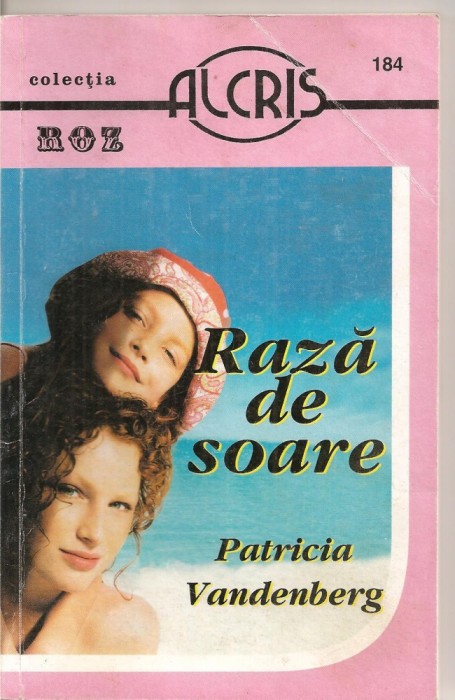 colecţia
ALCRIS
184
ROZ
Rază
de
soare
Patricia
Vandenberg